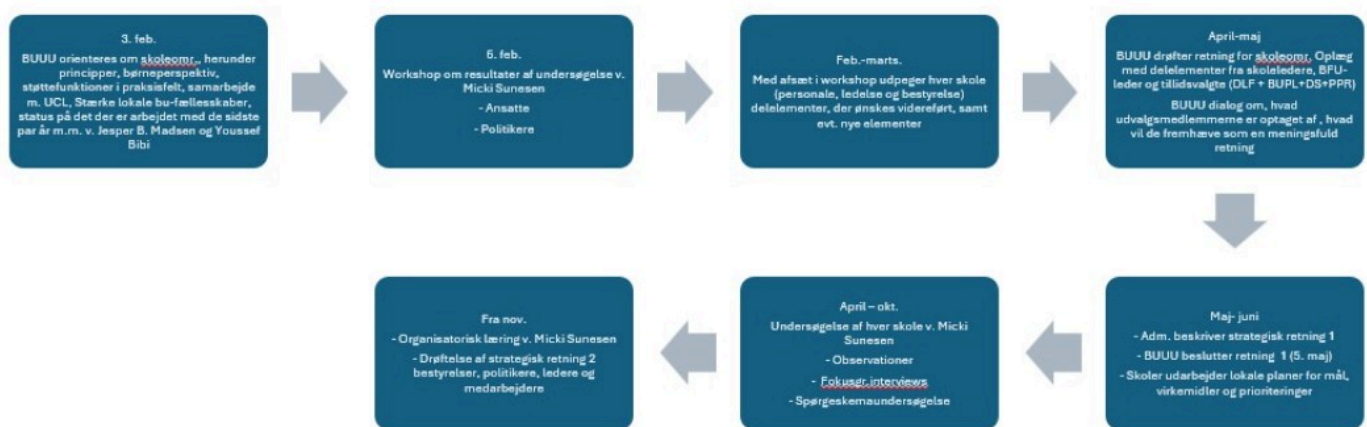 3. feb.
BUUU orienteres om skoleomr., herunder
principper, børneperspektiv,
støttefunktioner i praksisfelt, samarbejde
m. UCL, Stærke lokale bu-fællesskaber,
status på det der er arbejdet med de sidste
par år m.m. v. Jesper B. Madsen og Youssef
Bibi
6. feb.
Workshop om resultater af undersøgelse v.
Micki Sunesen
- Ansatte
- Politikere
Feb.-marts.
Med afsæt i workshop udpeger hver skole
(personale, ledelse og bestyrelse)
delelementer, der ønskes videreført, samt
evt. nye elementer
April-maj
BUUU drøfter retning for skoleomr. Oplæg
med delelementer fra skoleledere, BFU-
leder og tillidsvalgte (DLF + BUPL+DS+PPR)
BUUU dialog om, hvad
udvalgsmedlemmerne er optaget af , hvad
vil de fremhæve som en meningsfuld
retning
Maj- juni
- Adm. beskriver strategisk retning 1
- BUUU beslutter retning 1 (5. maj)
- Skoler udarbejder lokale planer for mål,
virkemidler og prioriteringer
April – okt.
Undersøgelse af hver skole v. Micki
Sunesen
- Observationer
- Fokusgr.interviews
- Spørgeskemaundersøgelse
Fra nov.
- Organisatorisk læring v. Micki Sunesen
- Drøftelse af strategisk retning 2
bestyrelser, politikere, ledere og
medarbejdere